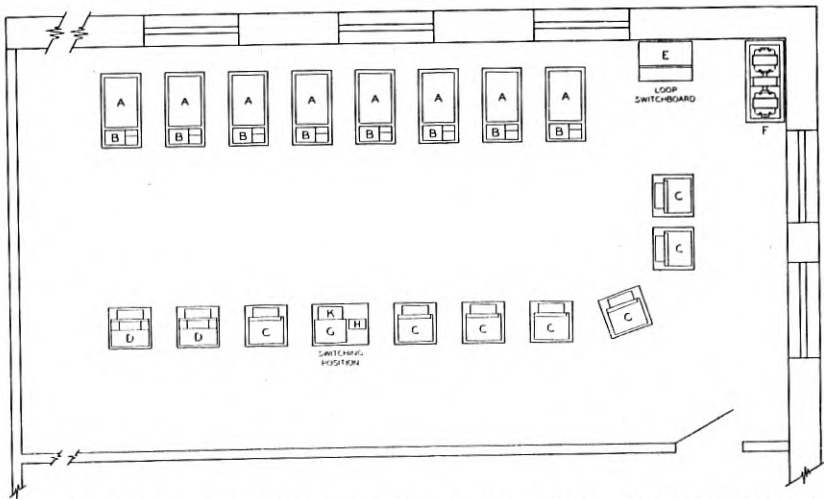 E
A A A A A A A A
LOOP
SWITCHBOARD
F
B B B B B B B B
C
C
K
H
G
D D C C C C C
SWITCHING
POSITION